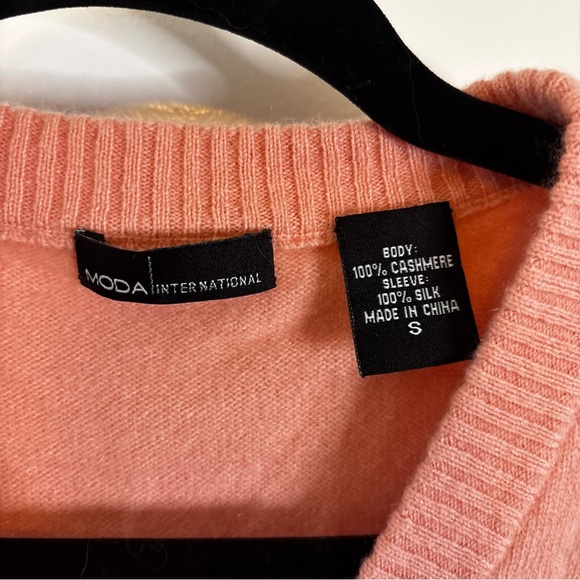 MODA INTERNATIONAL
BODY:
100% CASHMERE
SLEEVE:
100% SILK
MADE IN CHINA
S